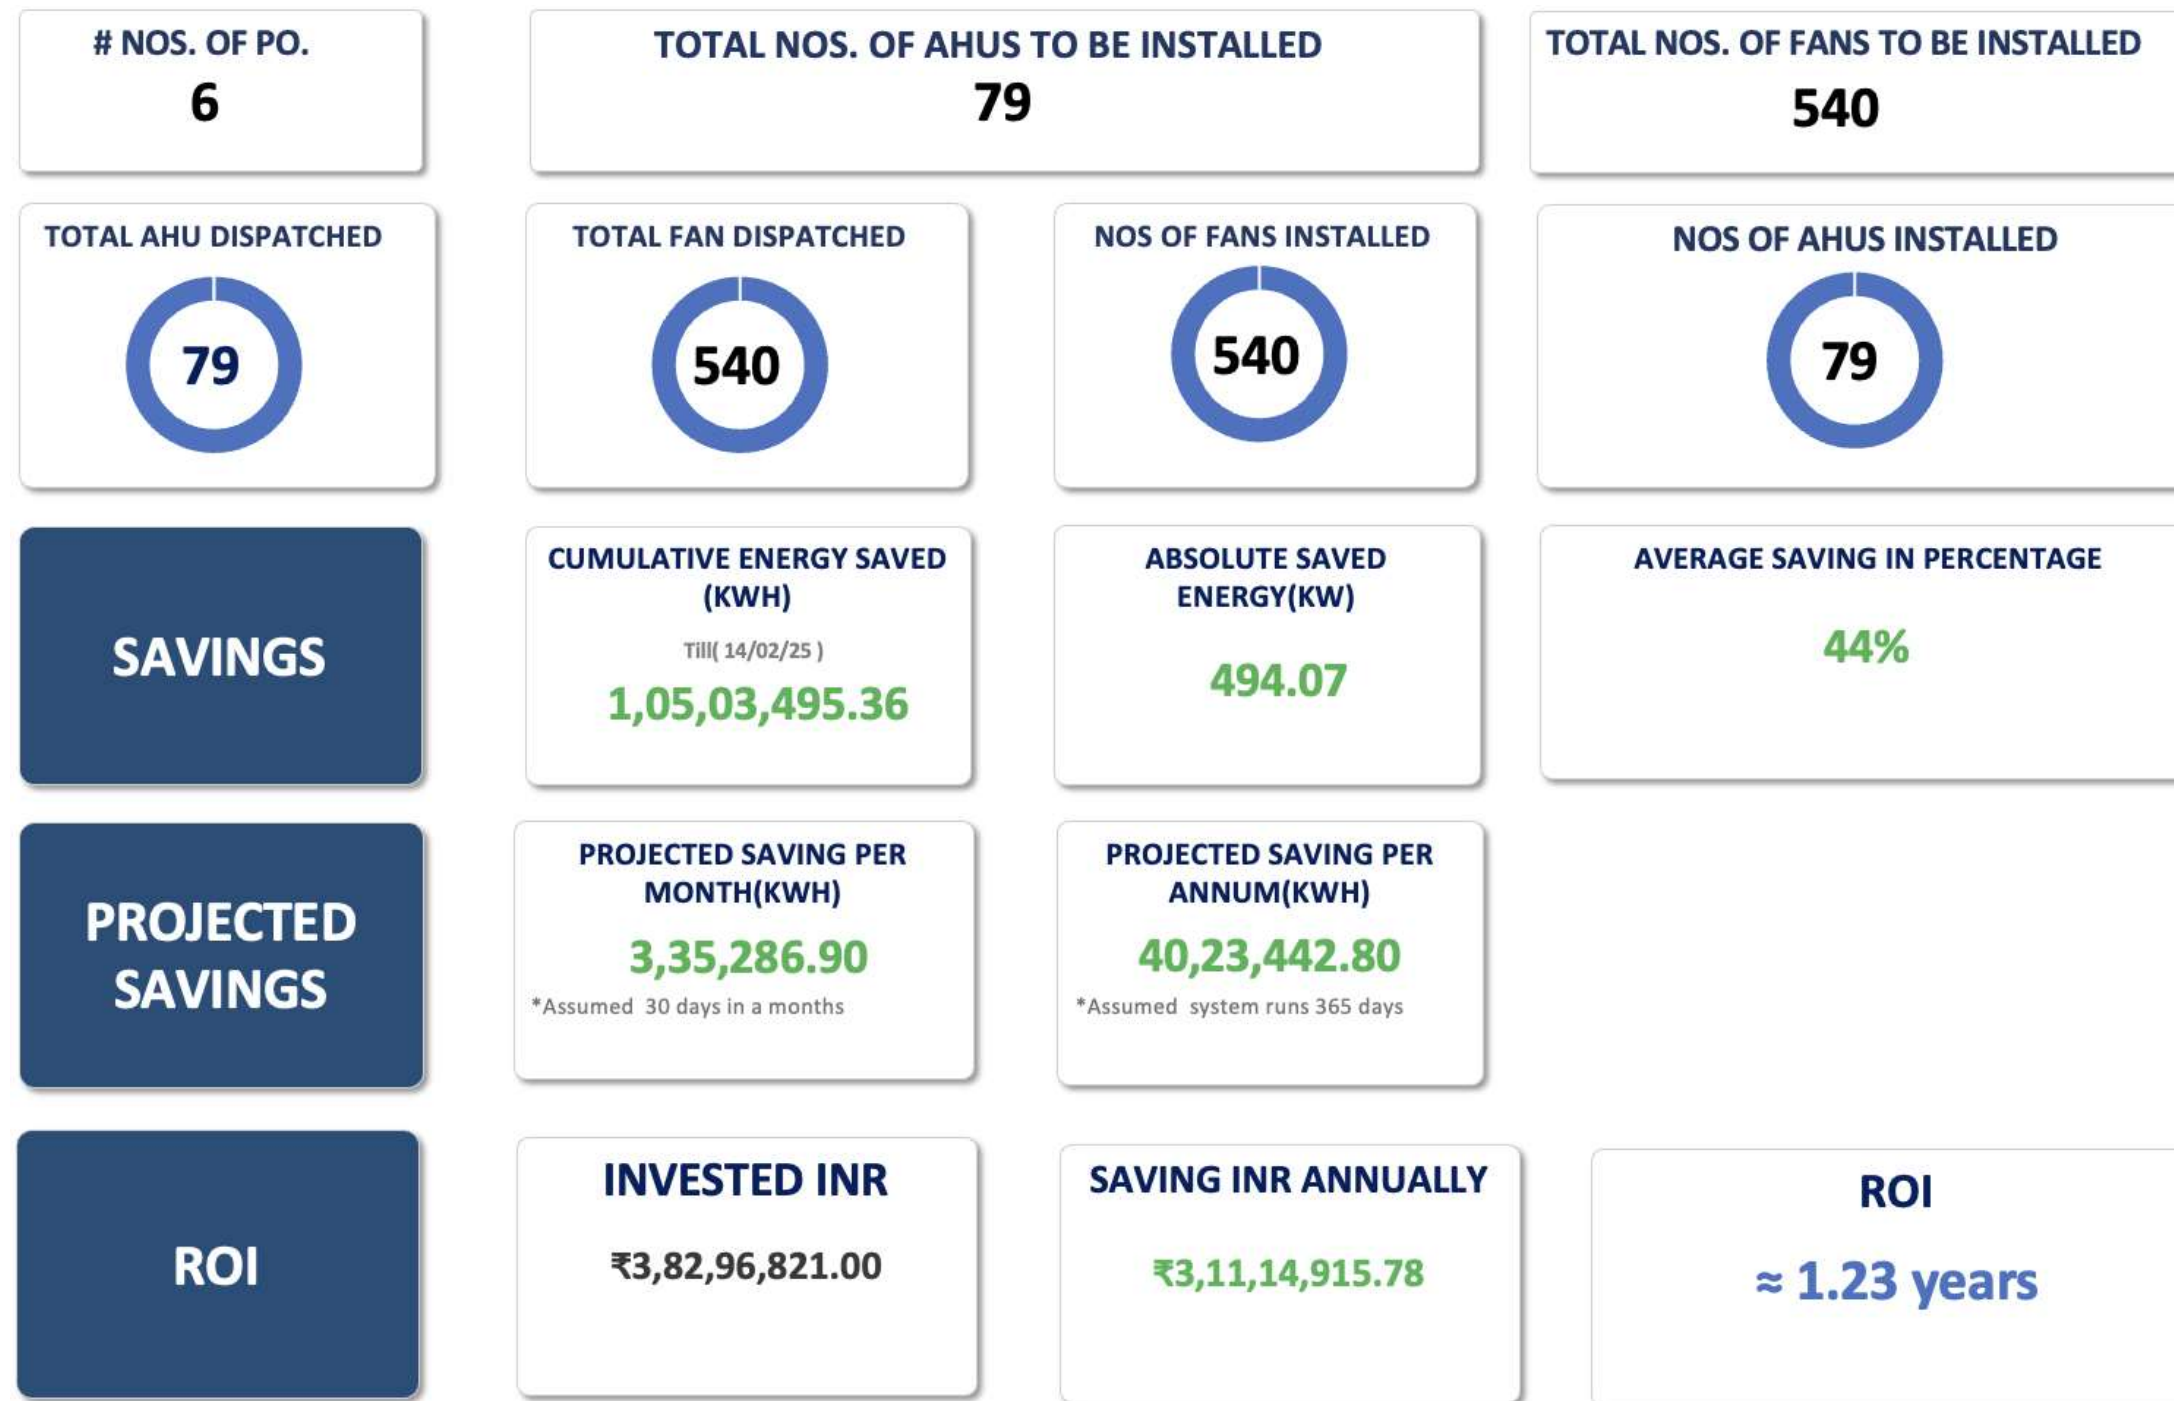 # NOS. OF PO.
6
TOTAL NOS. OF AHUS TO BE INSTALLED
79
TOTAL NOS. OF FANS TO BE INSTALLED
540
TOTAL AHU DISPATCHED
79
TOTAL FAN DISPATCHED
540
NOS OF FANS INSTALLED
540
NOS OF AHUS INSTALLED
79
SAVINGS
CUMULATIVE ENERGY SAVED
(KWH)
Till( 14/02/25 )
1,05,03,495.36
ABSOLUTE SAVED
ENERGY(KW)
494.07
AVERAGE SAVING IN PERCENTAGE
44%
PROJECTED
SAVINGS
PROJECTED SAVING PER
MONTH(KWH)
3,35,286.90
*Assumed 30 days in a months
PROJECTED SAVING PER
ANNUM(KWH)
40,23,442.80
*Assumed system runs 365 days
ROI
INVESTED INR
₹3,82,96,821.00
SAVING INR ANNUALLY
₹3,11,14,915.78
ROI
≈ 1.23 years